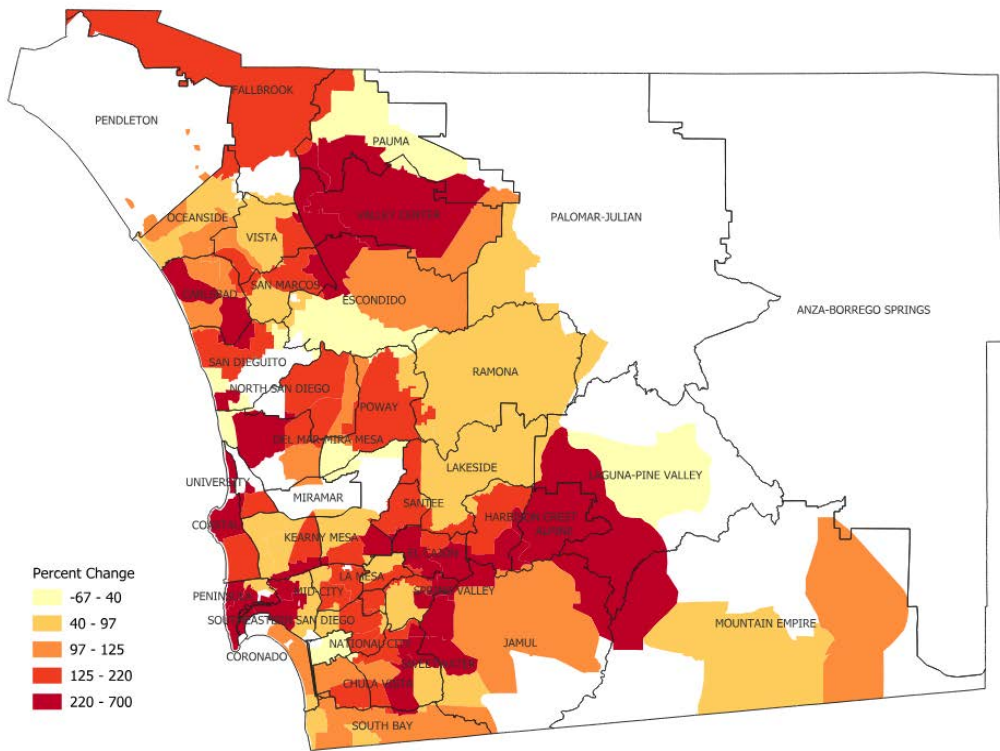 FALLBROOK
PENDLETON
PAUMA
VALLEY CENTER
PALOMAR-JULIAN
OCEANSIDE
VISTA
SAN MARCOS
CARLSBAD
ESCONDIDO
ANZA-BORREGO SPRINGS
SAN DIEGUITO
RAMONA
NORTH SAN DIEGO
POWAY
DEL MAR-MIRA MESA
LAKESIDE
LAGUNA-PINE VALLEY
UNIVERSITY
MIRAMAR
SANTEE
COASTAL
HARBISON CREST
ALPINE
KEARNY MESA
EL CAJON
LA MESA
PENINSULA
MID-CITY
SPRING VALLEY
SOUTHEASTERN SAN DIEGO
MOUNTAIN EMPIRE
NATIONAL CITY
JAMUL
CORONADO
SWEETWATER
CHULA VISTA
SOUTH BAY
Percent Change
-67 - 40
40 - 97
97 - 125
125 - 220
220 - 700